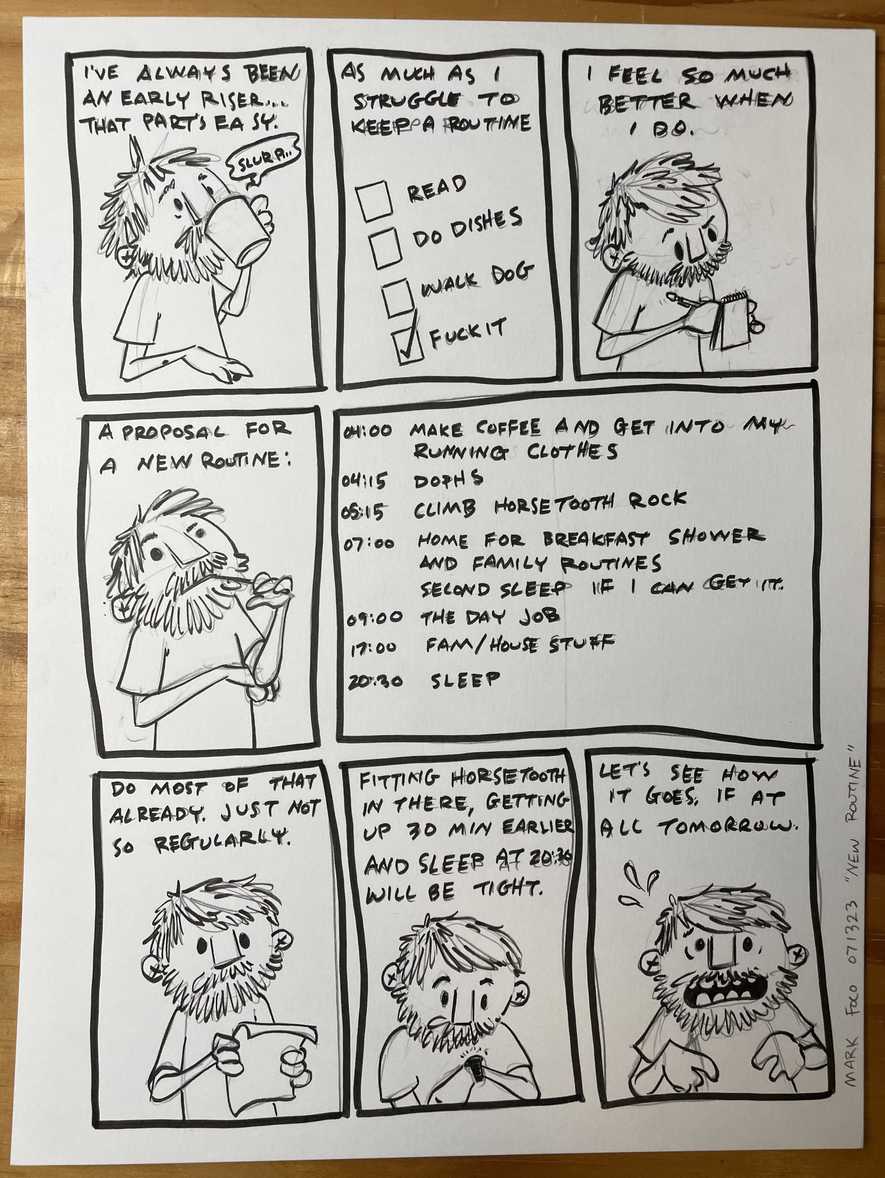 I'VE ALWAYS BEEN
AN EARLY RISER...
THAT PART'S EASY.
SLURP..
AS MUCH AS I
STRUGGLE TO
KEEP A ROUTINE
READ
DO DISHES
WALK DOG
FUCK IT
I FEEL SO MUCH
BETTER WHEN
I DO.
A PROPOSAL FOR
A NEW ROUTINE:
04:00 MAKE COFFEE AND GET INTO MY
RUNNING CLOTHES
04:15 DOPHS
05:15 CLIMB HORSETOOTH ROCK
07:00 HOME FOR BREAKFAST SHOWER
AND FAMILY ROUTINES
SECOND SLEEP IF I CAN GET IT.
09:00 THE DAY JOB
17:00 FAM/HOUSE STUFF
20:30 SLEEP
DO MOST OF THAT
ALREADY. JUST NOT
SO REGULARLY.
FITTING HORSETOOTH
IN THERE, GETTING
UP 30 MIN EARLIER
AND SLEEP AT 20:30
WILL BE TIGHT.
LET'S SEE HOW
IT GOES, IF AT
ALL TOMORROW.
MARK FOCO 071323 "NEW ROUTINE"